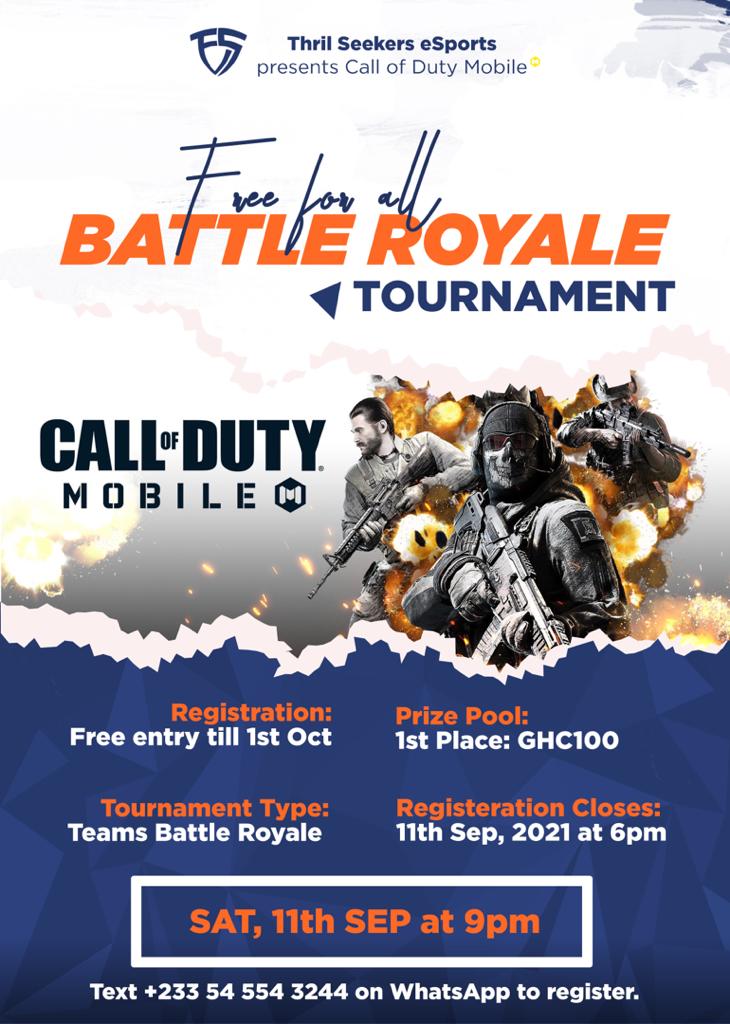 Thril Seekers eSports
presents Call of Duty Mobile
Free for all
BATTLE ROYALE
TOURNAMENT
CALL OF DUTY
MOBILE
Registration:
Free entry till 1st Oct
Prize Pool:
1st Place: GHC100
Tournament Type:
Teams Battle Royale
Registeration Closes:
11th Sep, 2021 at 6pm
SAT, 11th SEP at 9pm
Text +233 54 554 3244 on WhatsApp to register.